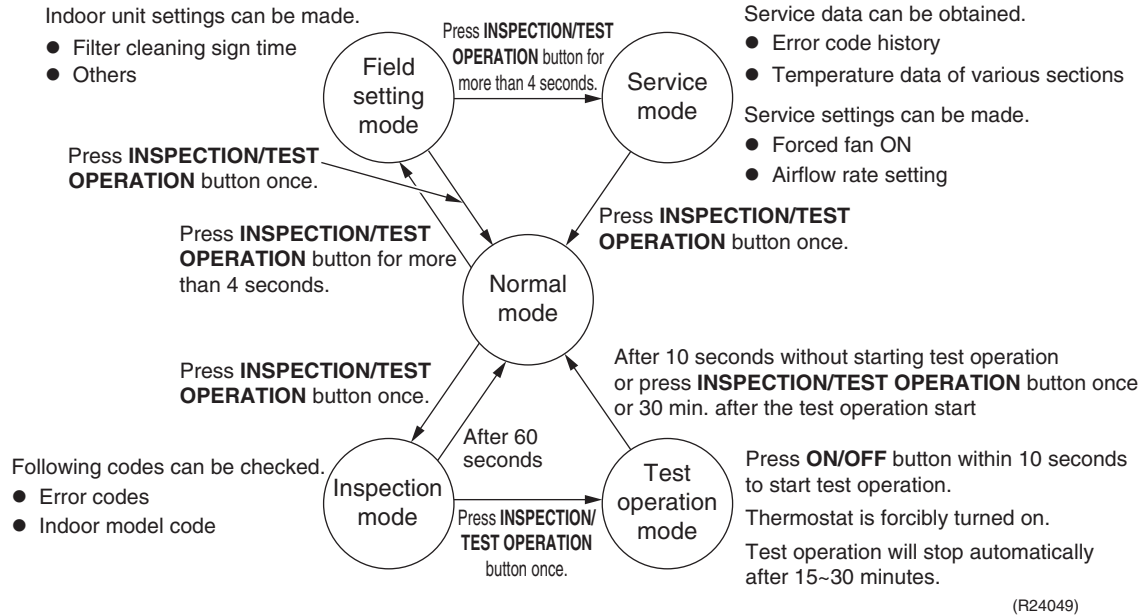 Indoor unit settings can be made.
● Filter cleaning sign time
● Others
Field
setting
mode
Press INSPECTION/TEST
OPERATION button for
more than 4 seconds.
Service
mode
Service data can be obtained.
● Error code history
● Temperature data of various sections
Service settings can be made.
● Forced fan ON
● Airflow rate setting
Press INSPECTION/TEST
OPERATION button once.
Press INSPECTION/TEST
OPERATION button for more
than 4 seconds.
Press INSPECTION/TEST
OPERATION button once.
Normal
mode
Press INSPECTION/TEST
OPERATION button once.
After 10 seconds without starting test operation
or press INSPECTION/TEST OPERATION button once
or 30 min. after the test operation start
After 60
seconds
Following codes can be checked.
● Error codes
● Indoor model code
Inspection
mode
Press INSPECTION/
TEST OPERATION
button once.
Test
operation
mode
Press ON/OFF button within 10 seconds
to start test operation.
Thermostat is forcibly turned on.
Test operation will stop automatically
after 15~30 minutes.
(R24049)